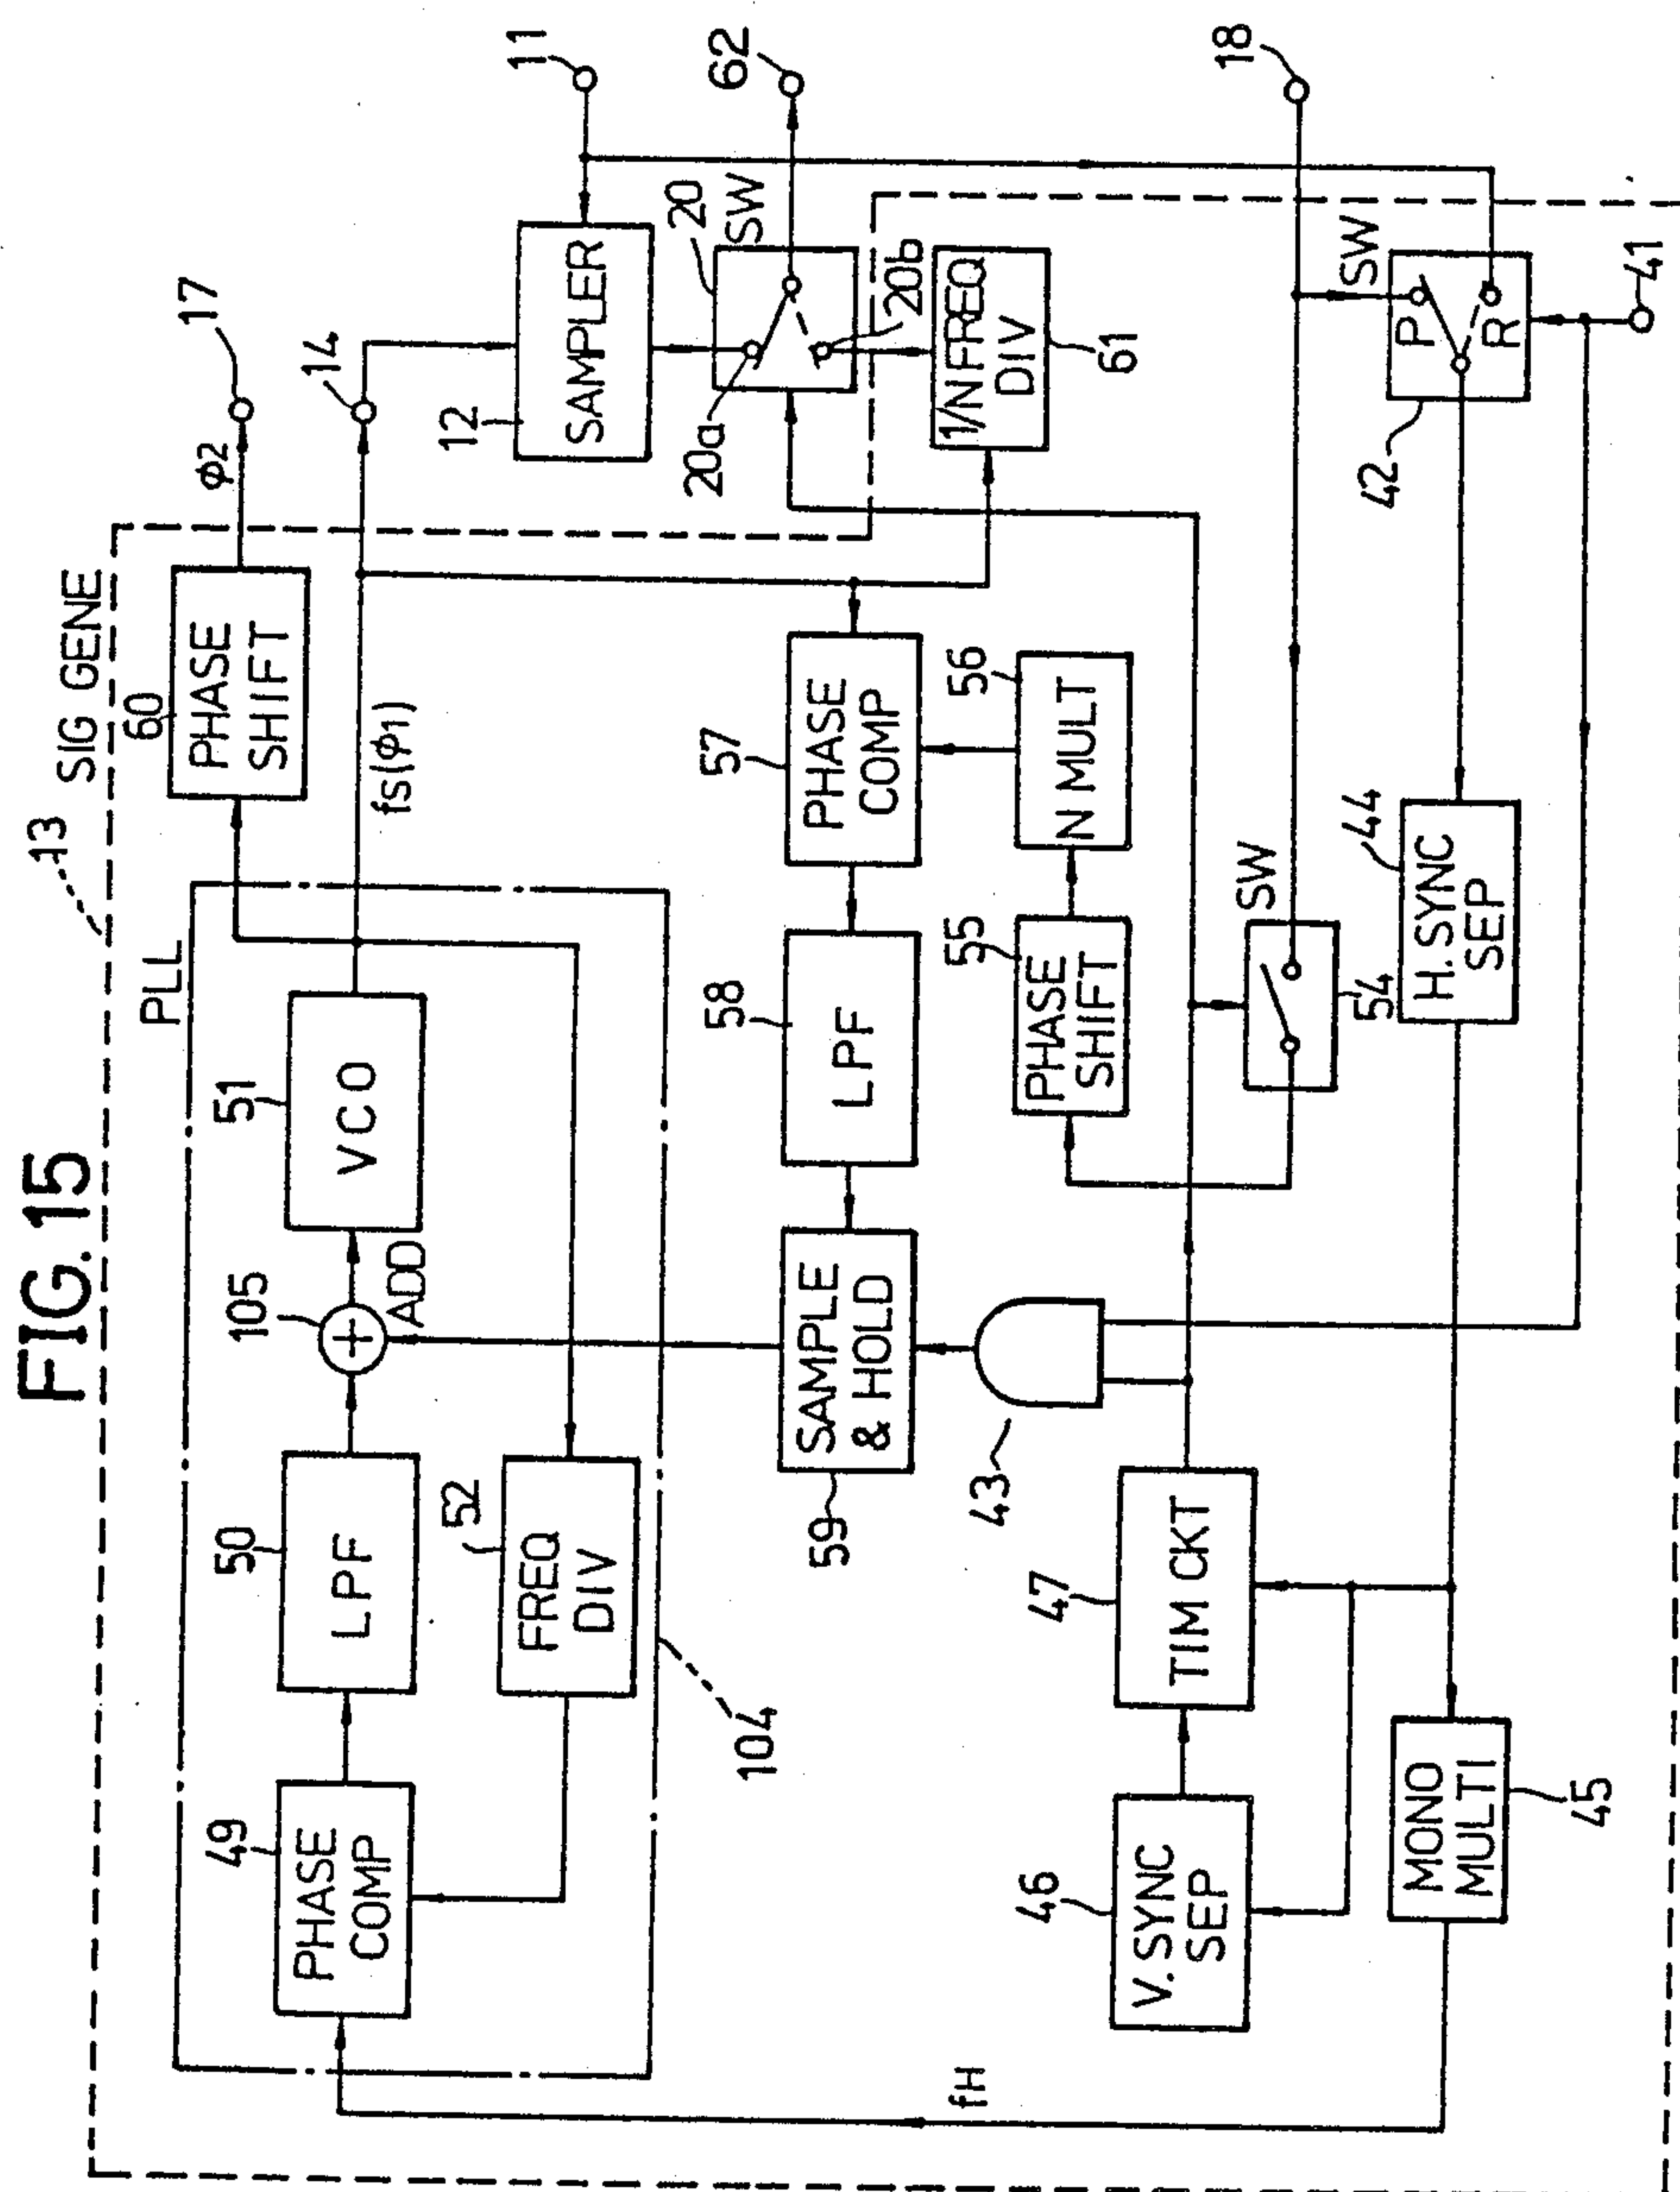 FIG. 15
13
SIG GENE
PLL
49
PHASE
COMP
50
LPF
105
ADD
51
VCO
52
FREQ
DIV
104
60
PHASE
SHIFT
φ2
17
fs(φ1)
14
11
12
SAMPLER
62
20
SW
20a
20b
1/N FREQ
DIV
61
59
SAMPLE
& HOLD
58
LPF
57
PHASE
COMP
55
PHASE
SHIFT
56
N MULT
43
SW
54
18
46
V. SYNC
SEP
47
TIM CKT
45
MONO
MULTI
44
H. SYNC
SEP
42
P
R
SW
41
fH